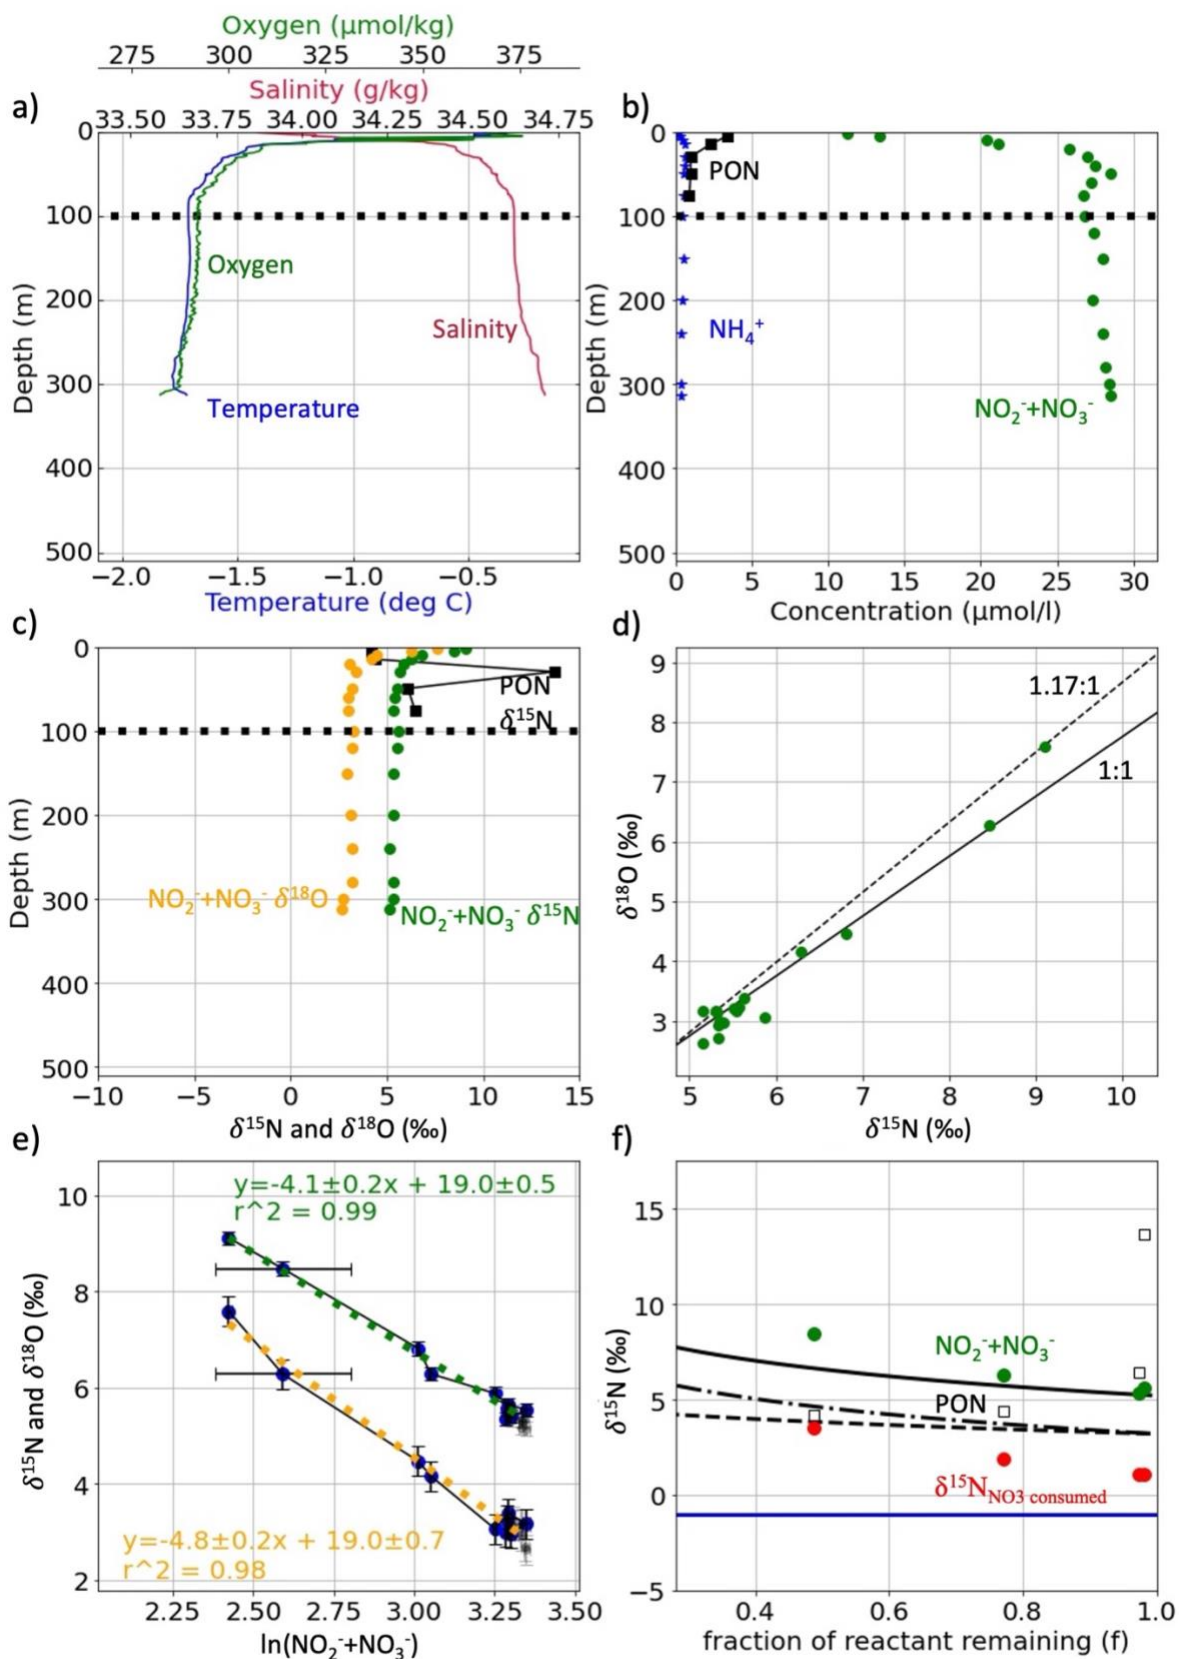 a)
Oxygen (μmol/kg)
275 300 325 350 375
Salinity (g/kg)
33.50 33.75 34.00 34.25 34.50 34.75
0
100
200
300
400
500
Depth (m)
Oxygen
Salinity
Temperature
−2.0 −1.5 −1.0 −0.5
Temperature (deg C)
b)
0
100
200
300
400
500
Depth (m)
PON
NH₄⁺
NO₂⁻+NO₃⁻
0 5 10 15 20 25 30
Concentration (μmol/l)
c)
0
100
200
300
400
500
Depth (m)
PON
δ¹⁵N
NO₂⁻+NO₃⁻ δ¹⁸O
NO₂⁻+NO₃⁻ δ¹⁵N
−10 −5 0 5 10 15
δ¹⁵N and δ¹⁸O (‰)
d)
9
8
7
6
5
4
3
δ¹⁸O (‰)
1.17:1
1:1
5 6 7 8 9 10
δ¹⁵N (‰)
e)
10
8
6
4
2
δ¹⁵N and δ¹⁸O (‰)
y=-4.1±0.2x + 19.0±0.5
r^2 = 0.99
y=-4.8±0.2x + 19.0±0.7
r^2 = 0.98
2.25 2.50 2.75 3.00 3.25 3.50
ln(NO₂⁻+NO₃⁻)
f)
15
10
5
0
−5
δ¹⁵N (‰)
NO₂⁻+NO₃⁻
PON
δ¹⁵N NO3 consumed
0.4 0.6 0.8 1.0
fraction of reactant remaining (f)